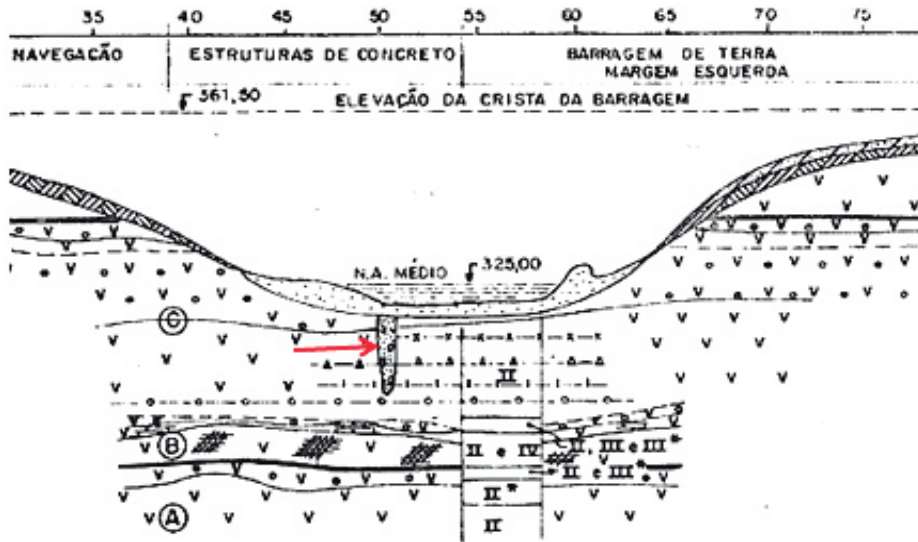 35 40 45 50 55 60 65 70 75
NAVEGAÇÃO ESTRUTURAS DE CONCRETO BARRAGEM DE TERRA
MARGEM ESQUERDA
361,50 ELEVAÇÃO DA CRISTA DA BARRAGEM
N.A. MÉDIO 325,00
C
II
B II e IV II, III e III*
II e III*
II*
A II